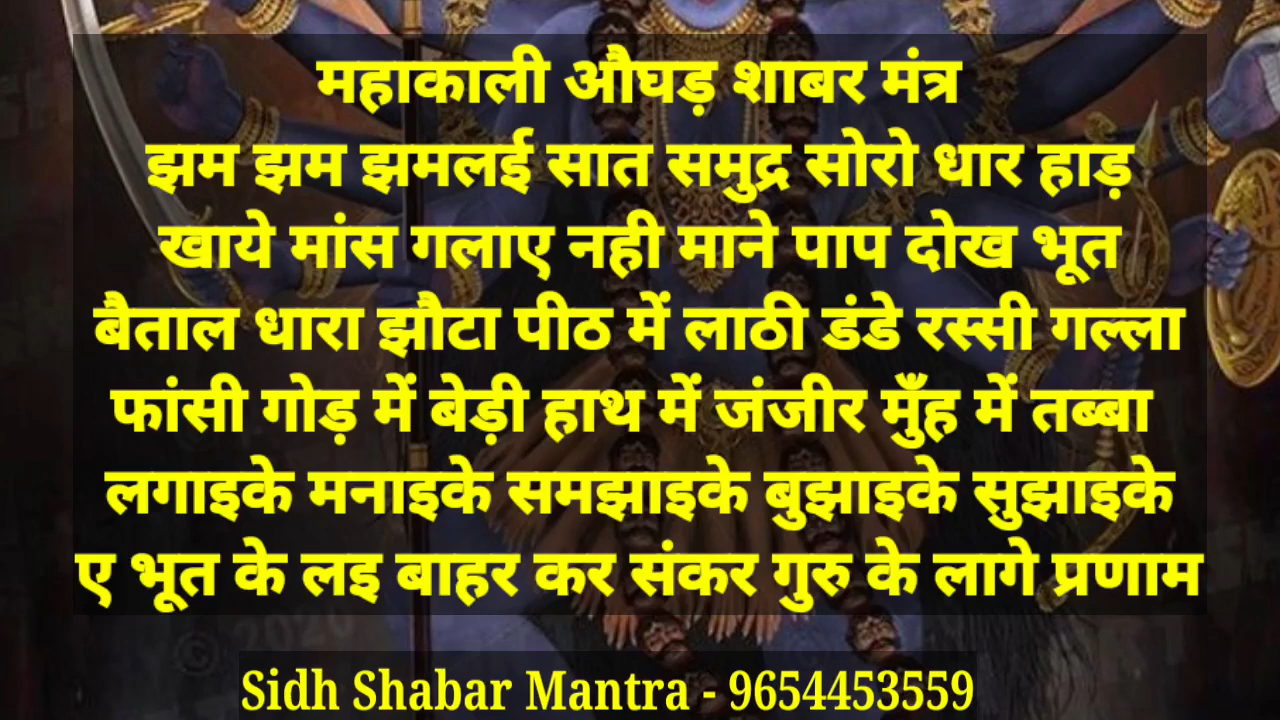 महाकाली औघड़ शाबर मंत्र
झम झम झमलई सात समुद्र सोरो धार हाड़
खाये मांस गलाए नही माने पाप दोख भूत
बैताल धारा झौटा पीठ में लाठी डंडे रस्सी गल्ला
फांसी गोड़ में बेड़ी हाथ में जंजीर मुँह में तब्बा
लगाइके मनाइके समझाइके बुझाइके सुझाइके
ए भूत के लइ बाहर कर संकर गुरु के लागे प्रणाम
© 2020
Sidh Shabar Mantra - 9654453559